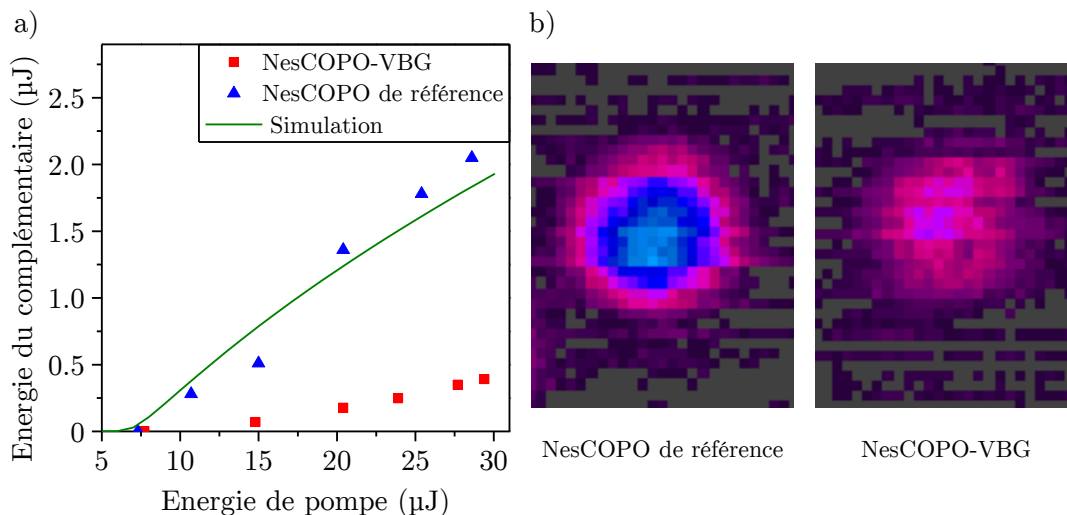 a)
Energie du complémentaire (µJ)
2.5
2.0
1.5
1.0
0.5
0
5 10 15 20 25 30
Energie de pompe (µJ)
NesCOPO-VBG
NesCOPO de référence
Simulation
b)
NesCOPO de référence NesCOPO-VBG